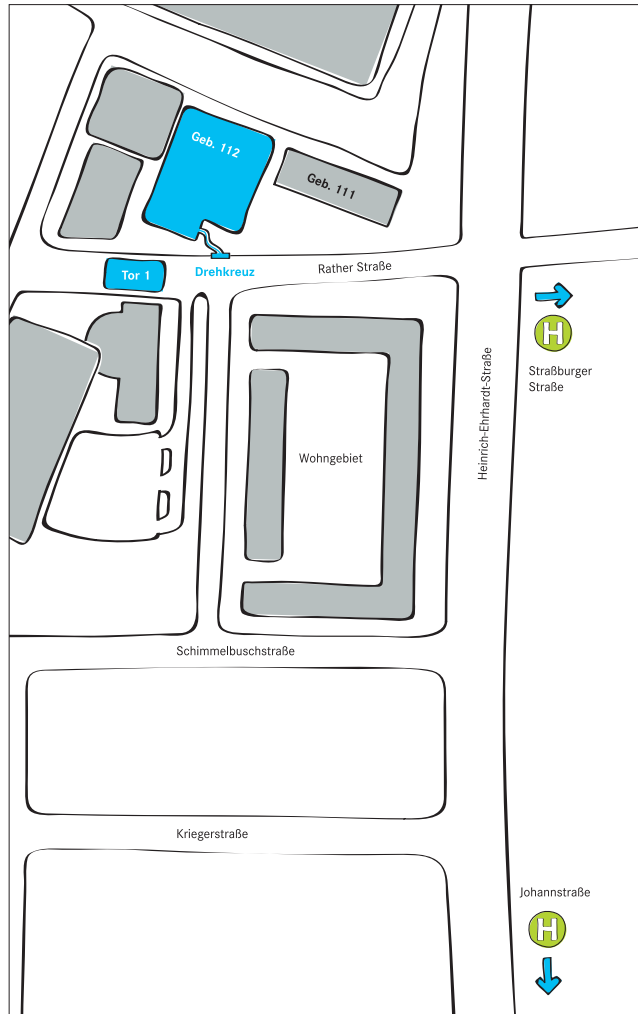 Geb. 112
Geb. 111
Tor 1
Drehkreuz
Rather Straße
H
Straßburger
Straße
Heinrich-Ehrhardt-Straße
Wohngebiet
Schimmelbuschstraße
Kriegerstraße
Johannstraße
H